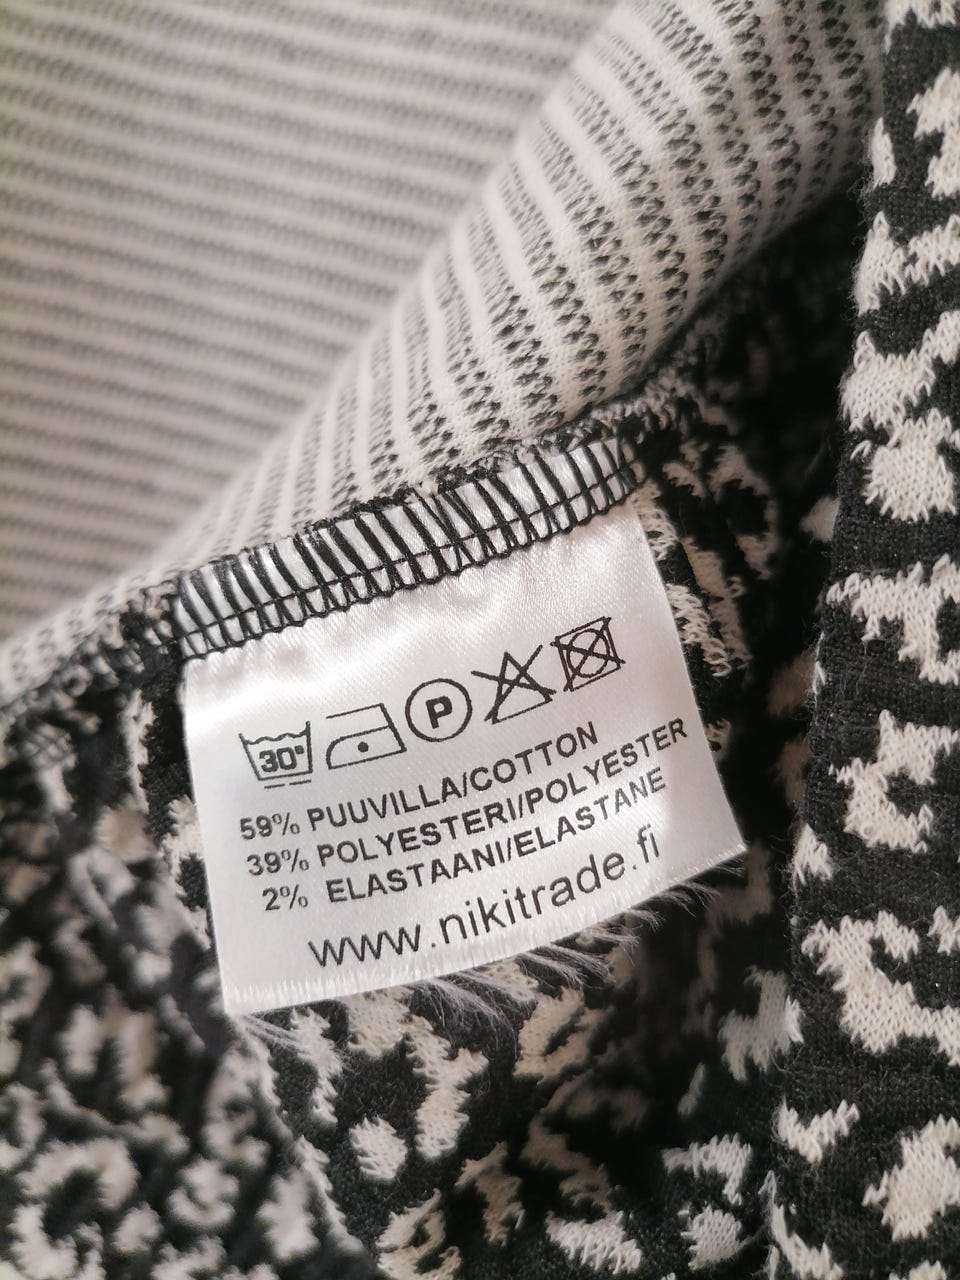 30° P
59% PUUVILLA/COTTON
39% POLYESTERI/POLYESTER
2% ELASTAANI/ELASTANE
www.nikitrade.fi